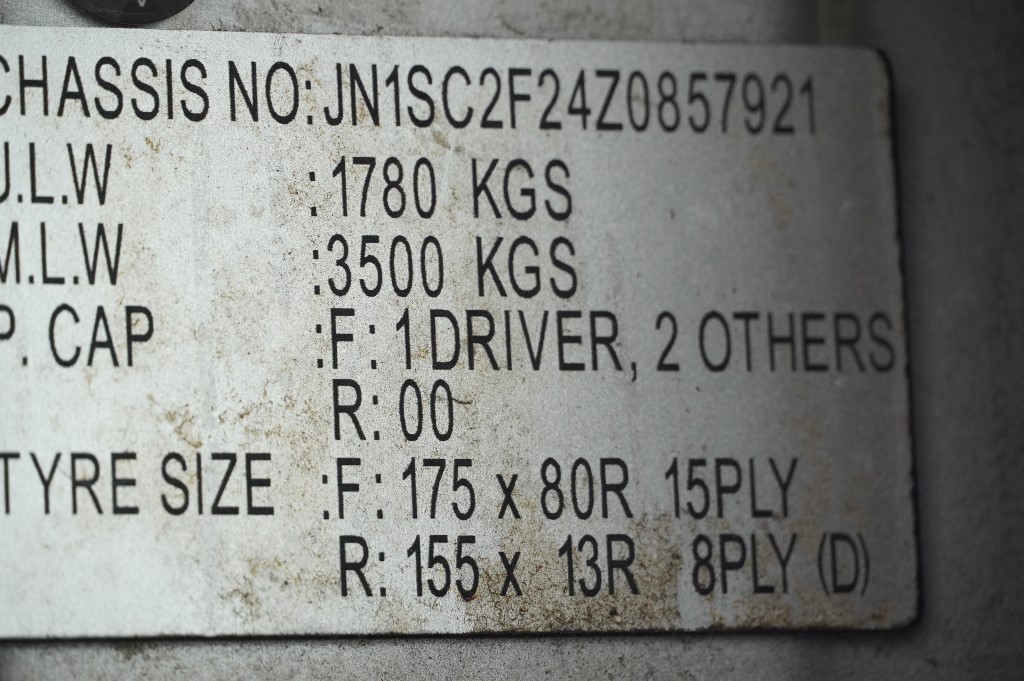 CHASSIS NO: JN1SC2F24Z0857921
U.L.W : 1780 KGS
M.L.W : 3500 KGS
P. CAP : F: 1 DRIVER, 2 OTHERS
R: 00
TYRE SIZE : F: 175 x 80R 15PLY
R: 155 x 13R 8PLY (D)